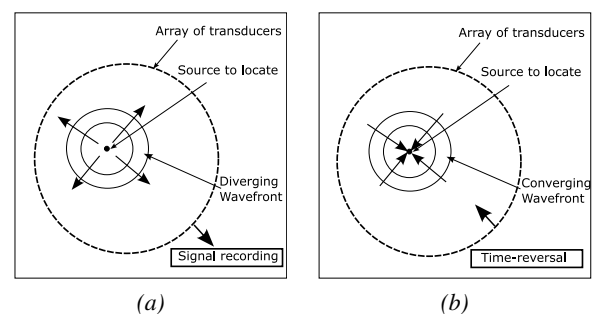 Array of transducers
Source to locate
Diverging
Wavefront
Signal recording
(a)
Array of transducers
Source to locate
Converging
Wavefront
Time-reversal
(b)